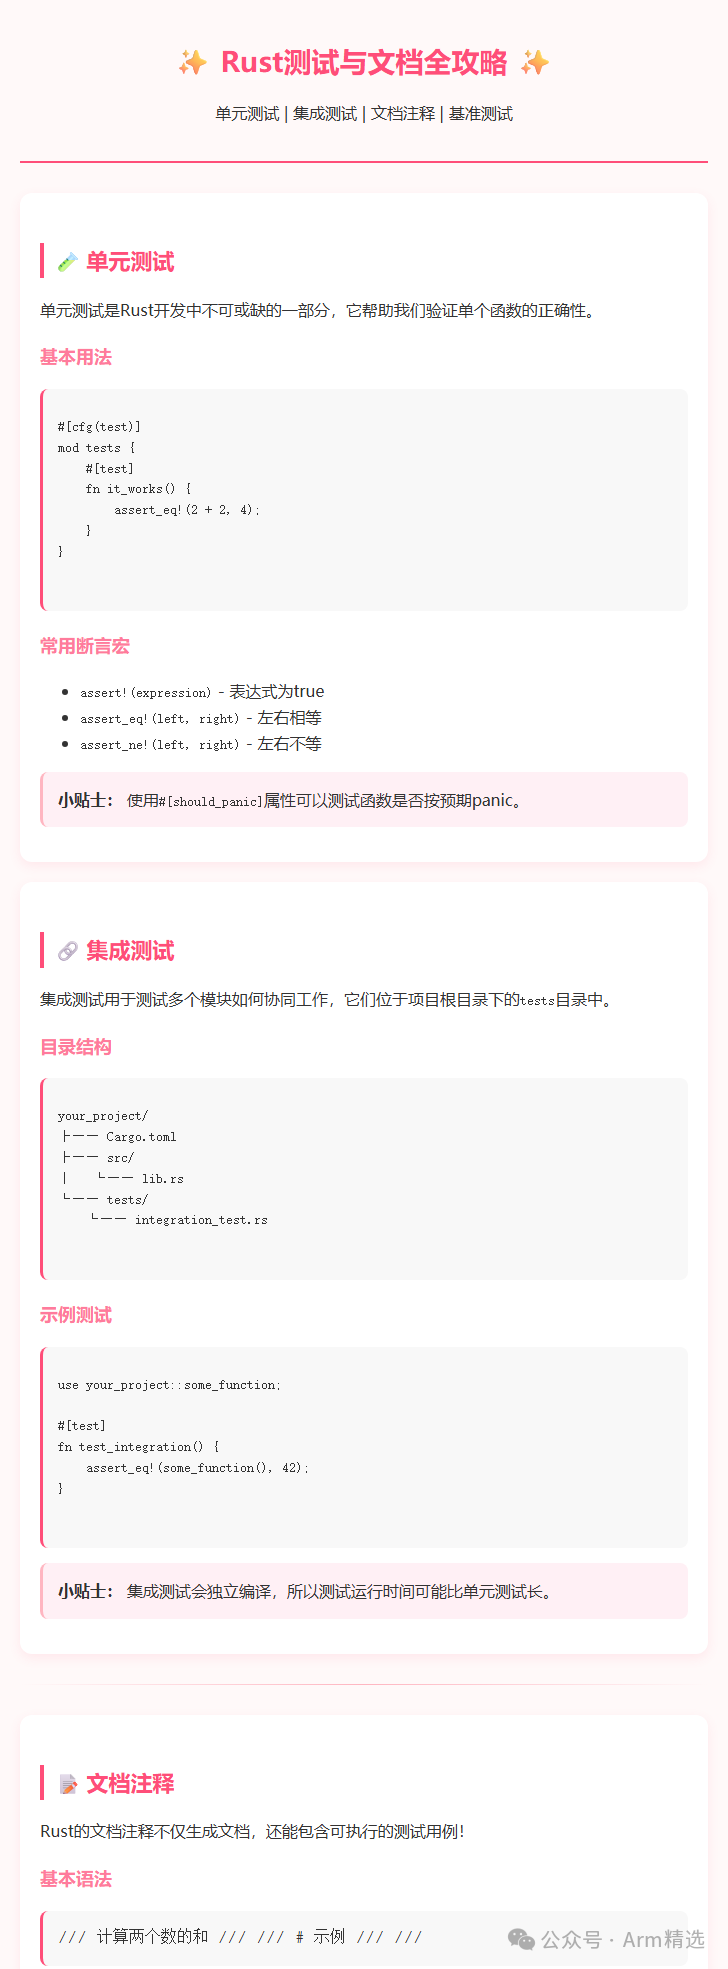 ✨ Rust测试与文档全攻略 ✨
单元测试 | 集成测试 | 文档注释 | 基准测试
🧪 单元测试
单元测试是Rust开发中不可或缺的一部分，它帮助我们验证单个函数的正确性。
基本用法
#[cfg(test)]
mod tests {
    #[test]
    fn it_works() {
        assert_eq!(2 + 2, 4);
    }
}
常用断言宏
• assert!(expression) - 表达式为true
• assert_eq!(left, right) - 左右相等
• assert_ne!(left, right) - 左右不等
小贴士： 使用#[should_panic]属性可以测试函数是否按预期panic。
🔗 集成测试
集成测试用于测试多个模块如何协同工作，它们位于项目根目录下的tests目录中。
目录结构
your_project/
├── Cargo.toml
├── src/
│   └── lib.rs
└── tests/
    └── integration_test.rs
示例测试
use your_project::some_function;
#[test]
fn test_integration() {
    assert_eq!(some_function(), 42);
}
小贴士： 集成测试会独立编译，所以测试运行时间可能比单元测试长。
📝 文档注释
Rust的文档注释不仅生成文档，还能包含可执行的测试用例！
基本语法
/// 计算两个数的和 /// /// # 示例 /// ///
公众号 · Arm精选